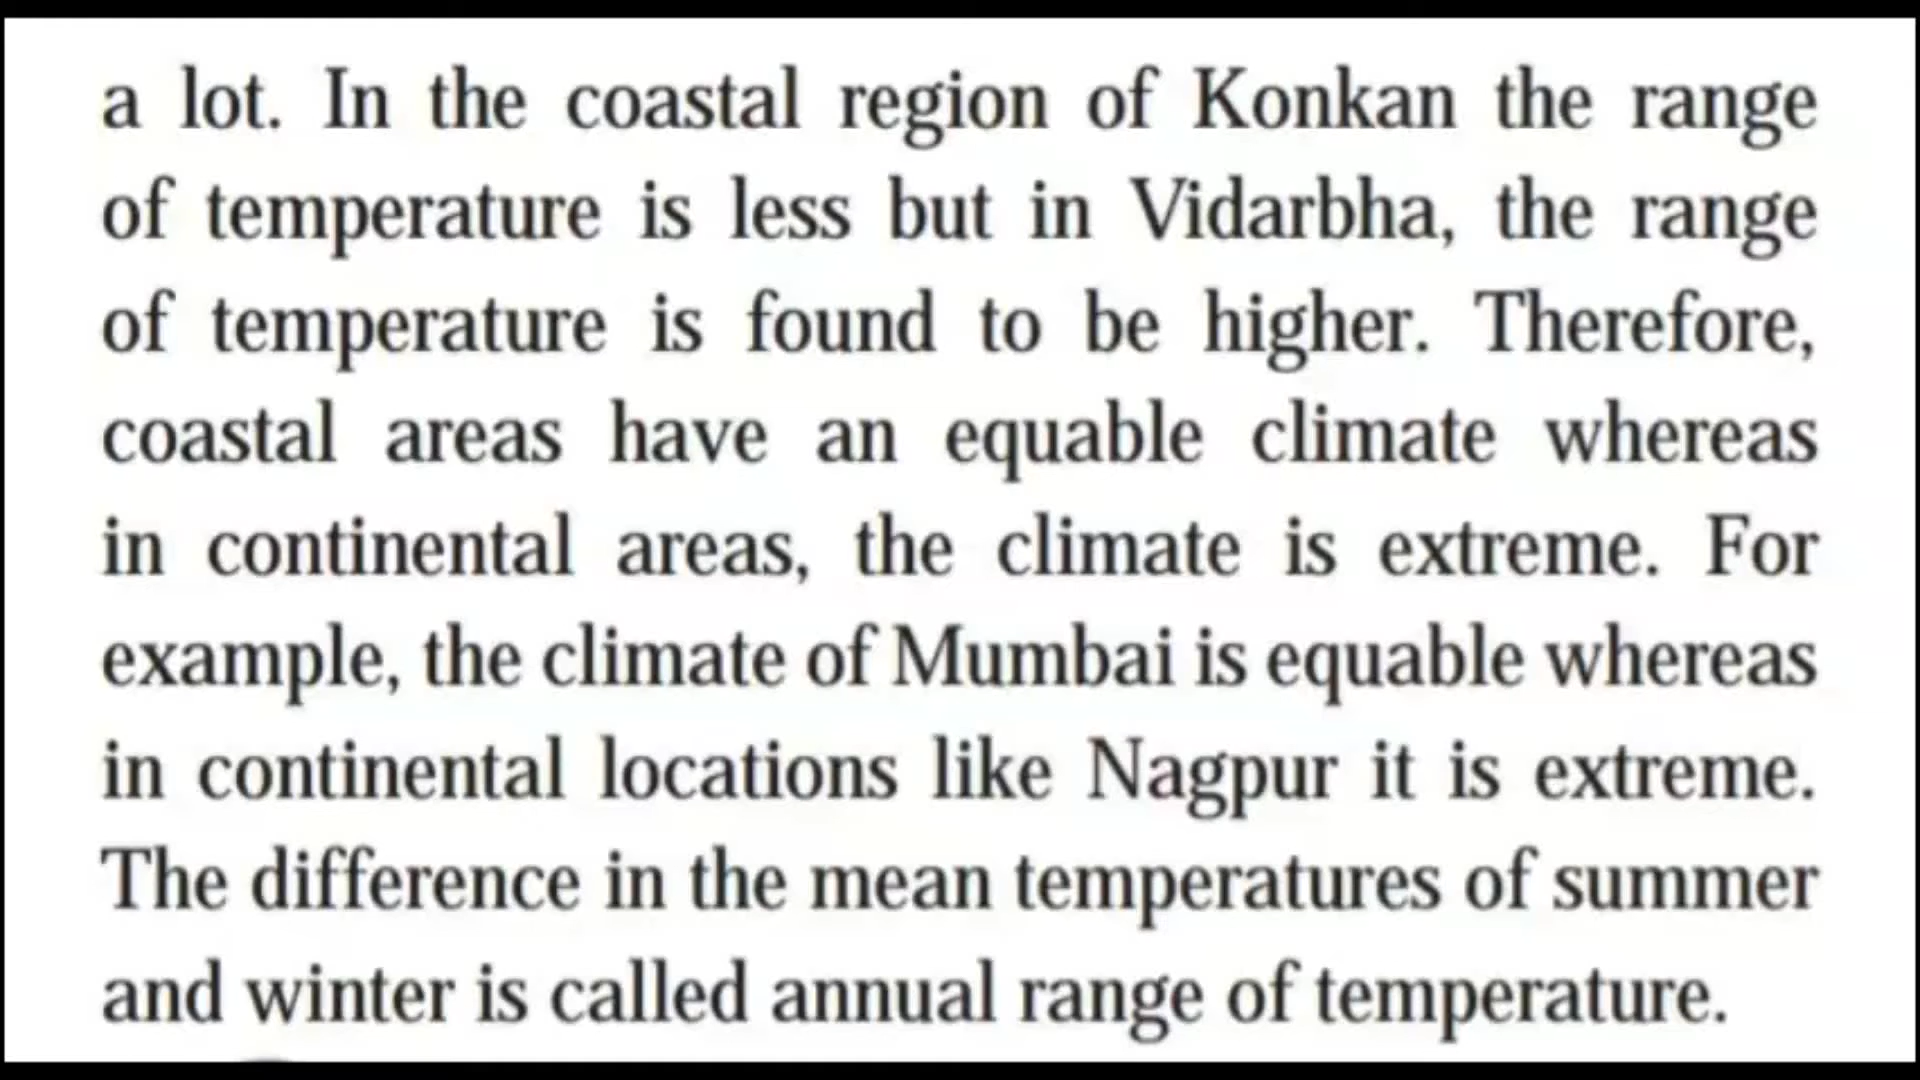 a lot. In the coastal region of Konkan the range
of temperature is less but in Vidarbha, the range
of temperature is found to be higher. Therefore,
coastal areas have an equable climate whereas
in continental areas, the climate is extreme. For
example, the climate of Mumbai is equable whereas
in continental locations like Nagpur it is extreme.
The difference in the mean temperatures of summer
and winter is called annual range of temperature.